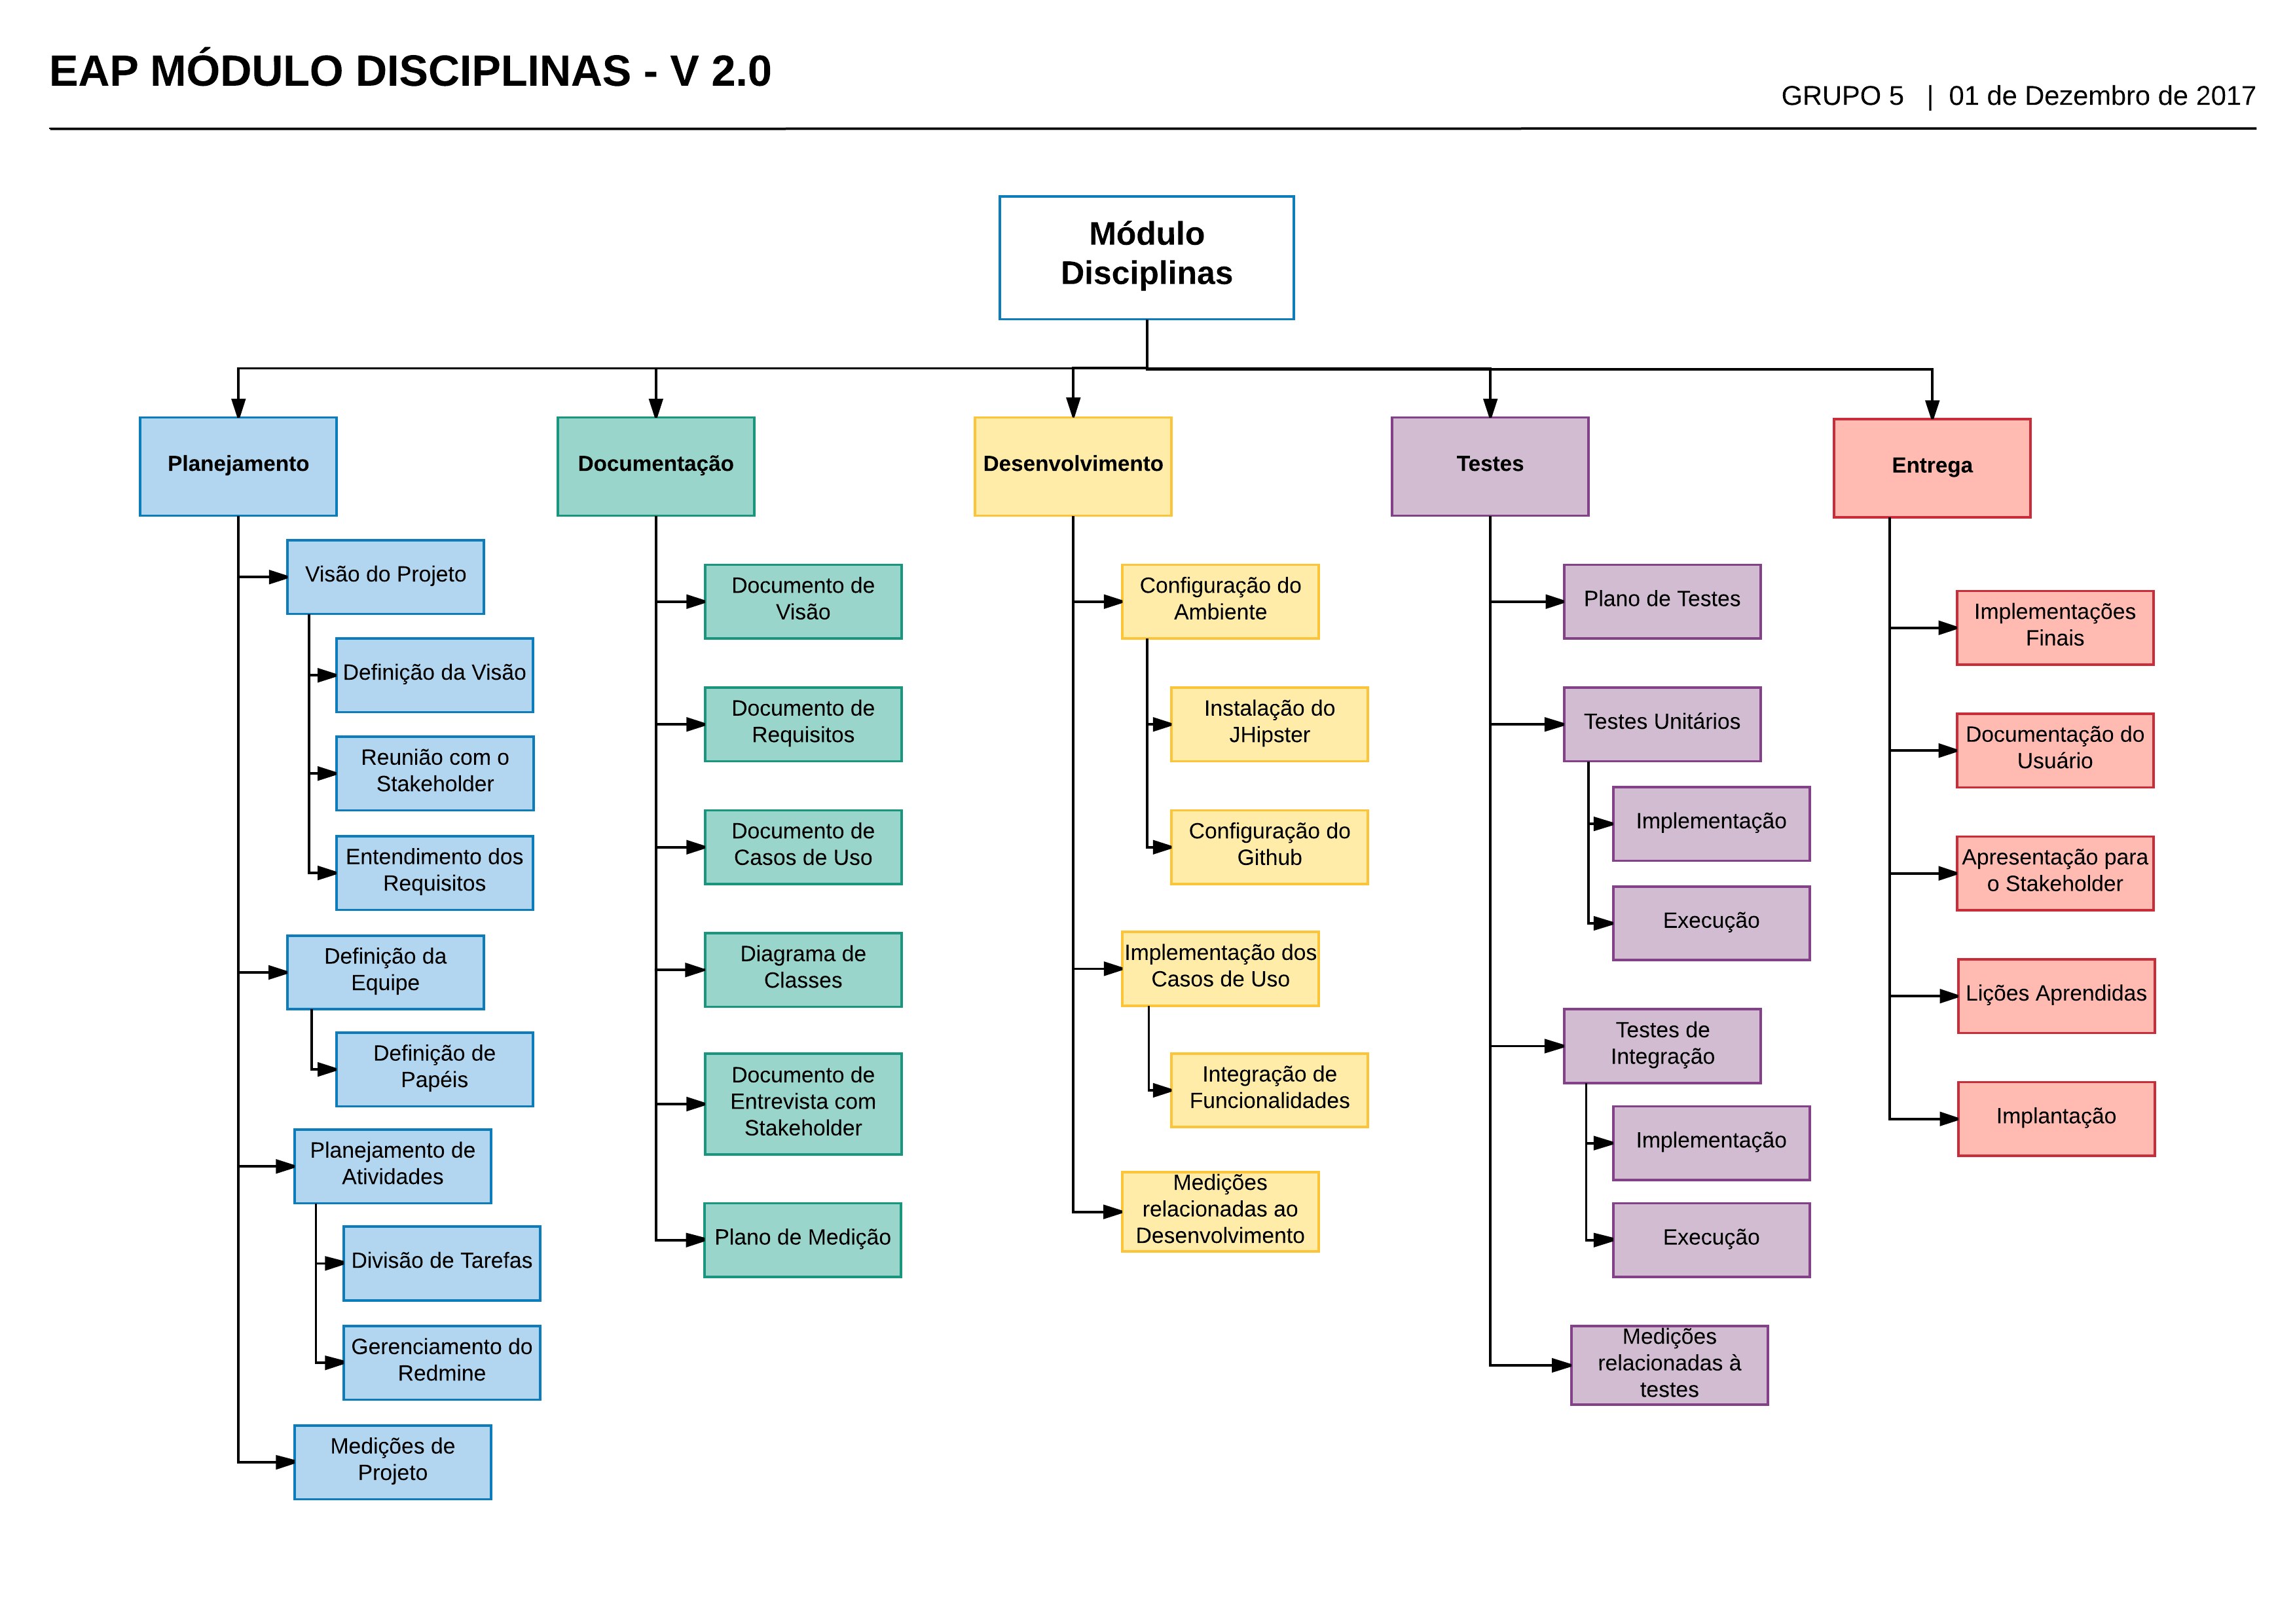 EAP MÓDULO DISCIPLINAS - V 2.0
GRUPO 5 | 01 de Dezembro de 2017
Módulo
Disciplinas
Planejamento
Visão do Projeto
Definição da Visão
Reunião com o
Stakeholder
Entendimento dos
Requisitos
Definição da
Equipe
Definição de
Papéis
Planejamento de
Atividades
Divisão de Tarefas
Gerenciamento do
Redmine
Medições de
Projeto
Documentação
Documento de
Visão
Documento de
Requisitos
Documento de
Casos de Uso
Diagrama de
Classes
Documento de
Entrevista com
Stakeholder
Plano de Medição
Desenvolvimento
Configuração do
Ambiente
Instalação do
JHipster
Configuração do
Github
Implementação dos
Casos de Uso
Integração de
Funcionalidades
Medições
relacionadas ao
Desenvolvimento
Testes
Plano de Testes
Testes Unitários
Implementação
Execução
Testes de
Integração
Implementação
Execução
Medições
relacionadas à
testes
Entrega
Implementações
Finais
Documentação do
Usuário
Apresentação para
o Stakeholder
Lições Aprendidas
Implantação